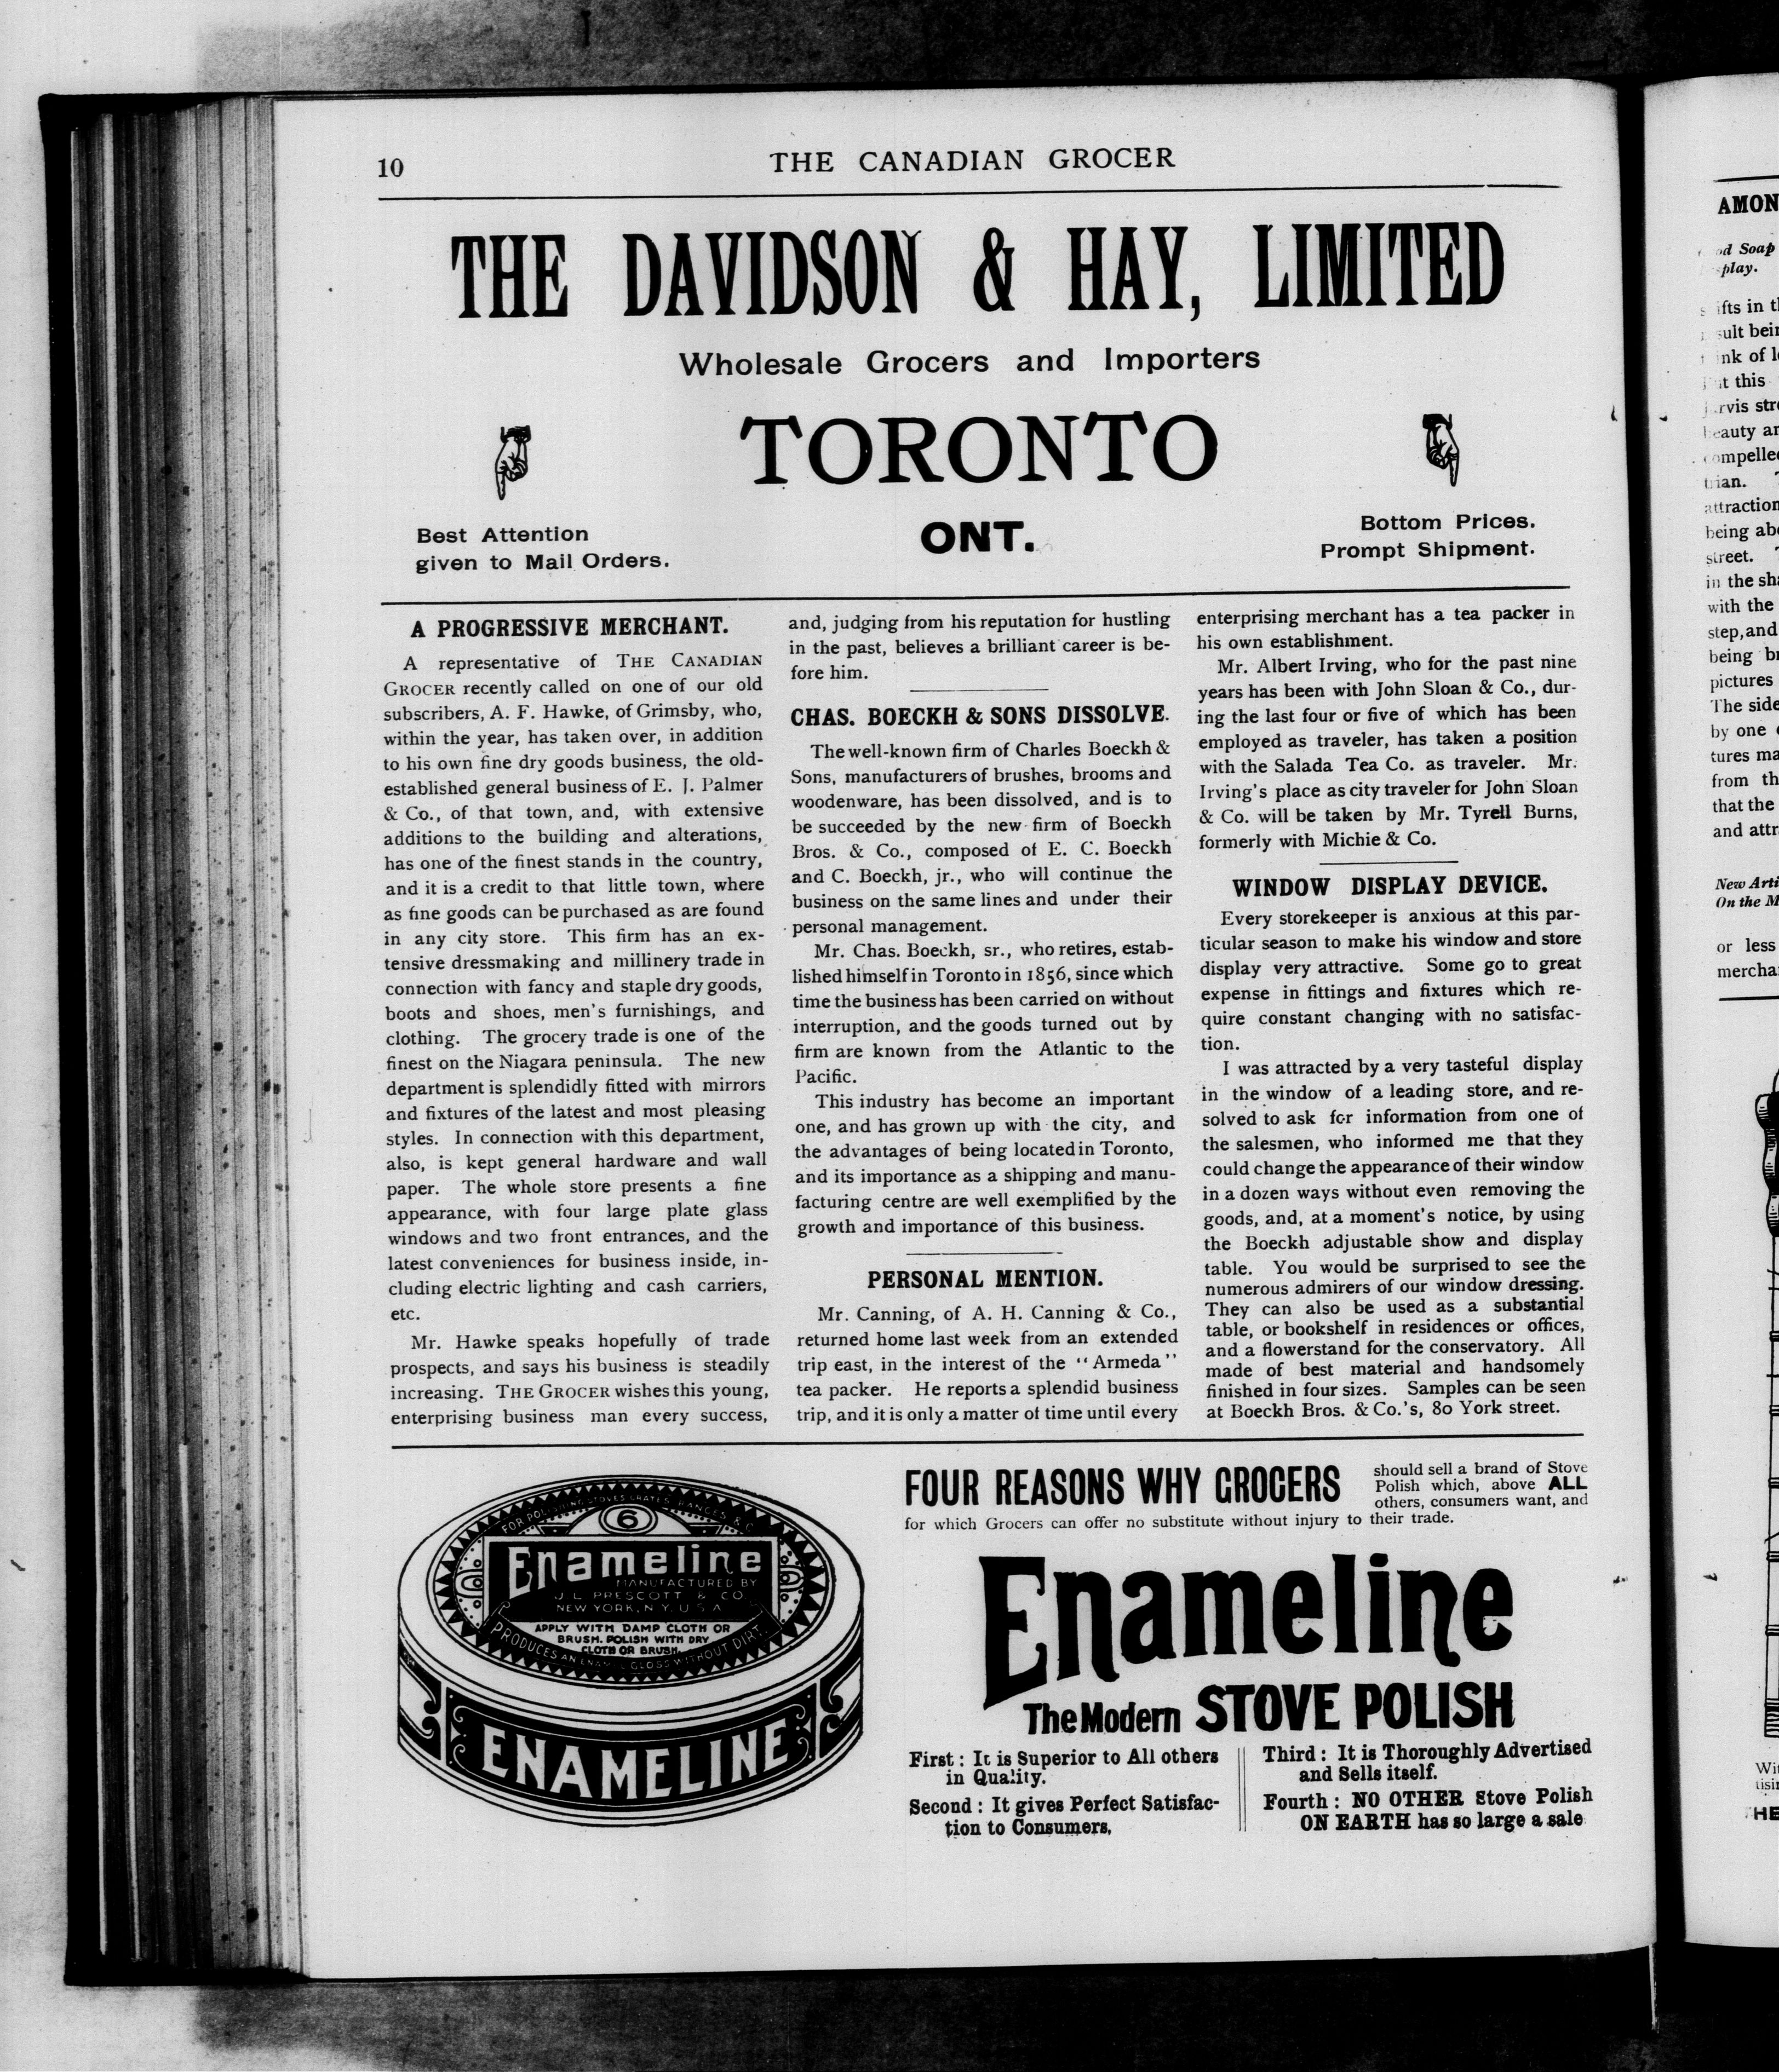 10
THE CANADIAN GROCER
THE DAVIDSON & HAY, LIMITED
Wholesale Grocers and Importers
TORONTO
ONT.
Best Attention
given to Mail Orders.
Bottom Prices.
Prompt Shipment.
A PROGRESSIVE MERCHANT.
A representative of THE CANADIAN
GROCER recently called on one of our old
subscribers, A. F. Hawke, of Grimsby, who,
within the year, has taken over, in addition
to his own fine dry goods business, the old-
established general business of E. J. Palmer
& Co., of that town, and, with extensive
additions to the building and alterations,
has one of the finest stands in the country,
and it is a credit to that little town, where
as fine goods can be purchased as are found
in any city store. This firm has an ex-
tensive dressmaking and millinery trade in
connection with fancy and staple dry goods,
boots and shoes, men's furnishings, and
clothing. The grocery trade is one of the
finest on the Niagara peninsula. The new
department is splendidly fitted with mirrors
and fixtures of the latest and most pleasing
styles. In connection with this department,
also, is kept general hardware and wall
paper. The whole store presents a fine
appearance, with four large plate glass
windows and two front entrances, and the
latest conveniences for business inside, in-
cluding electric lighting and cash carriers,
etc.
Mr. Hawke speaks hopefully of trade
prospects, and says his business is steadily
increasing. THE GROCER wishes this young,
enterprising business man every success,
and, judging from his reputation for hustling
in the past, believes a brilliant career is be-
fore him.
CHAS. BOECKH & SONS DISSOLVE.
The well-known firm of Charles Boeckh &
Sons, manufacturers of brushes, brooms and
woodenware, has been dissolved, and is to
be succeeded by the new firm of Boeckh
Bros. & Co., composed of E. C. Boeckh
and C. Boeckh, jr., who will continue the
business on the same lines and under their
personal management.
Mr. Chas. Boeckh, sr., who retires, estab-
lished himself in Toronto in 1856, since which
time the business has been carried on without
interruption, and the goods turned out by
firm are known from the Atlantic to the
Pacific.
This industry has become an important
one, and has grown up with the city, and
the advantages of being located in Toronto,
and its importance as a shipping and manu-
facturing centre are well exemplified by the
growth and importance of this business.
PERSONAL MENTION.
Mr. Canning, of A. H. Canning & Co.,
returned home last week from an extended
trip east, in the interest of the "Armeda"
tea packer. He reports a splendid business
trip, and it is only a matter of time until every
enterprising merchant has a tea packer in
his own establishment.
Mr. Albert Irving, who for the past nine
years has been with John Sloan & Co., dur-
ing the last four or five of which has been
employed as traveler, has taken a position
with the Salada Tea Co. as traveler. Mr.
Irving's place as city traveler for John Sloan
& Co. will be taken by Mr. Tyrell Burns,
formerly with Michie & Co.
WINDOW DISPLAY DEVICE.
Every storekeeper is anxious at this par-
ticular season to make his window and store
display very attractive. Some go to great
expense in fittings and fixtures which re-
quire constant changing with no satisfac-
tion.
I was attracted by a very tasteful display
in the window of a leading store, and re-
solved to ask for information from one of
the salesmen, who informed me that they
could change the appearance of their window
in a dozen ways without even removing the
goods, and, at a moment's notice, by using
the Boeckh adjustable show and display
table. You would be surprised to see the
numerous admirers of our window dressing.
They can also be used as a substantial
table, or bookshelf in residences or offices,
and a flowerstand for the conservatory. All
made of best material and handsomely
finished in four sizes. Samples can be seen
at Boeckh Bros. & Co.'s, 80 York street.
FOR POLISHING STOVES GRATES RANGES & C
6
Enameline
MANUFACTURED BY
J. L. PRESCOTT & CO
NEW YORK, N.Y. U.S.A
APPLY WITH DAMP CLOTH OR
BRUSH. POLISH WITH DRY
CLOTH OR BRUSH.
PRODUCES AN ENAMEL GLOSS WITHOUT DIRT.
ENAMELINE
FOUR REASONS WHY GROCERS should sell a brand of Stove
Polish which, above ALL
others, consumers want, and
for which Grocers can offer no substitute without injury to their trade.
Enameline
The Modern STOVE POLISH
First: It is Superior to All others
in Quality.
Second: It gives Perfect Satisfac-
tion to Consumers,
Third: It is Thoroughly Advertised
and Sells itself.
Fourth: NO OTHER Stove Polish
ON EARTH has so large a sale
AMON
Soap
play.
in
this
street.
in the
with the
step, and
being
pictures
The side
by one
from
that the
and
New
On the M
or less